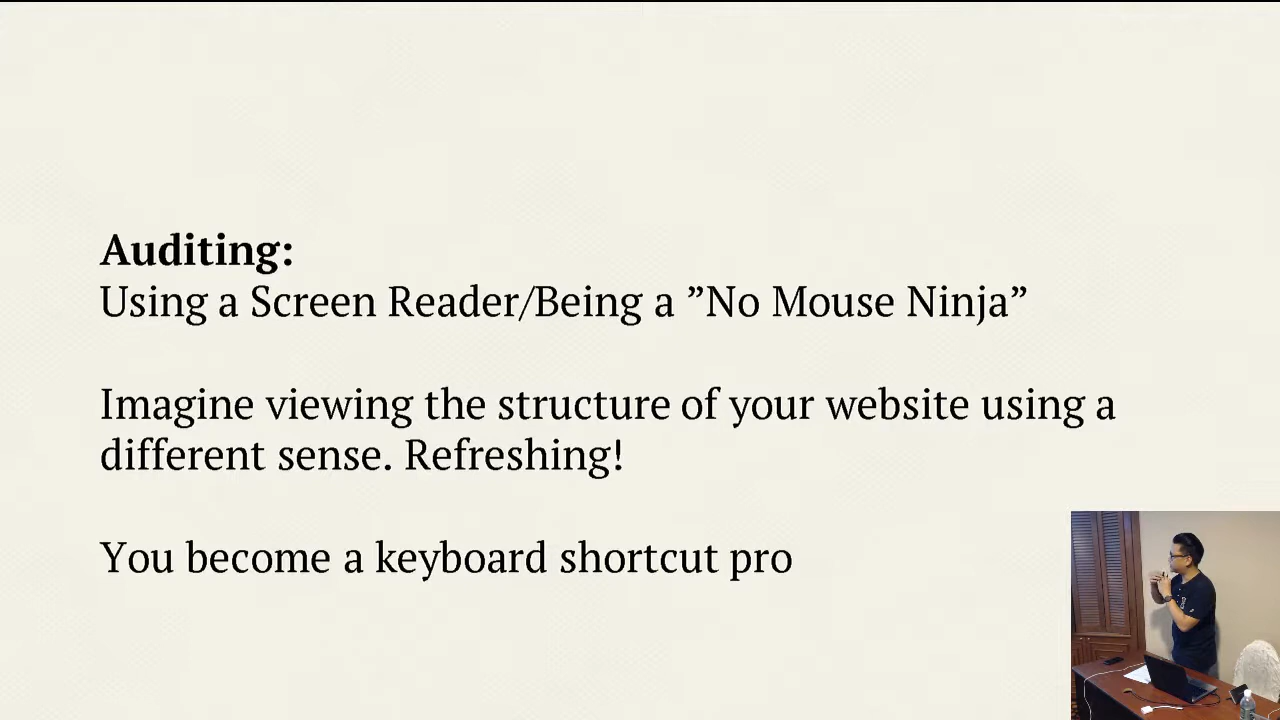 Auditing:
Using a Screen Reader/Being a ”No Mouse Ninja”
Imagine viewing the structure of your website using a
different sense. Refreshing!
You become a keyboard shortcut pro